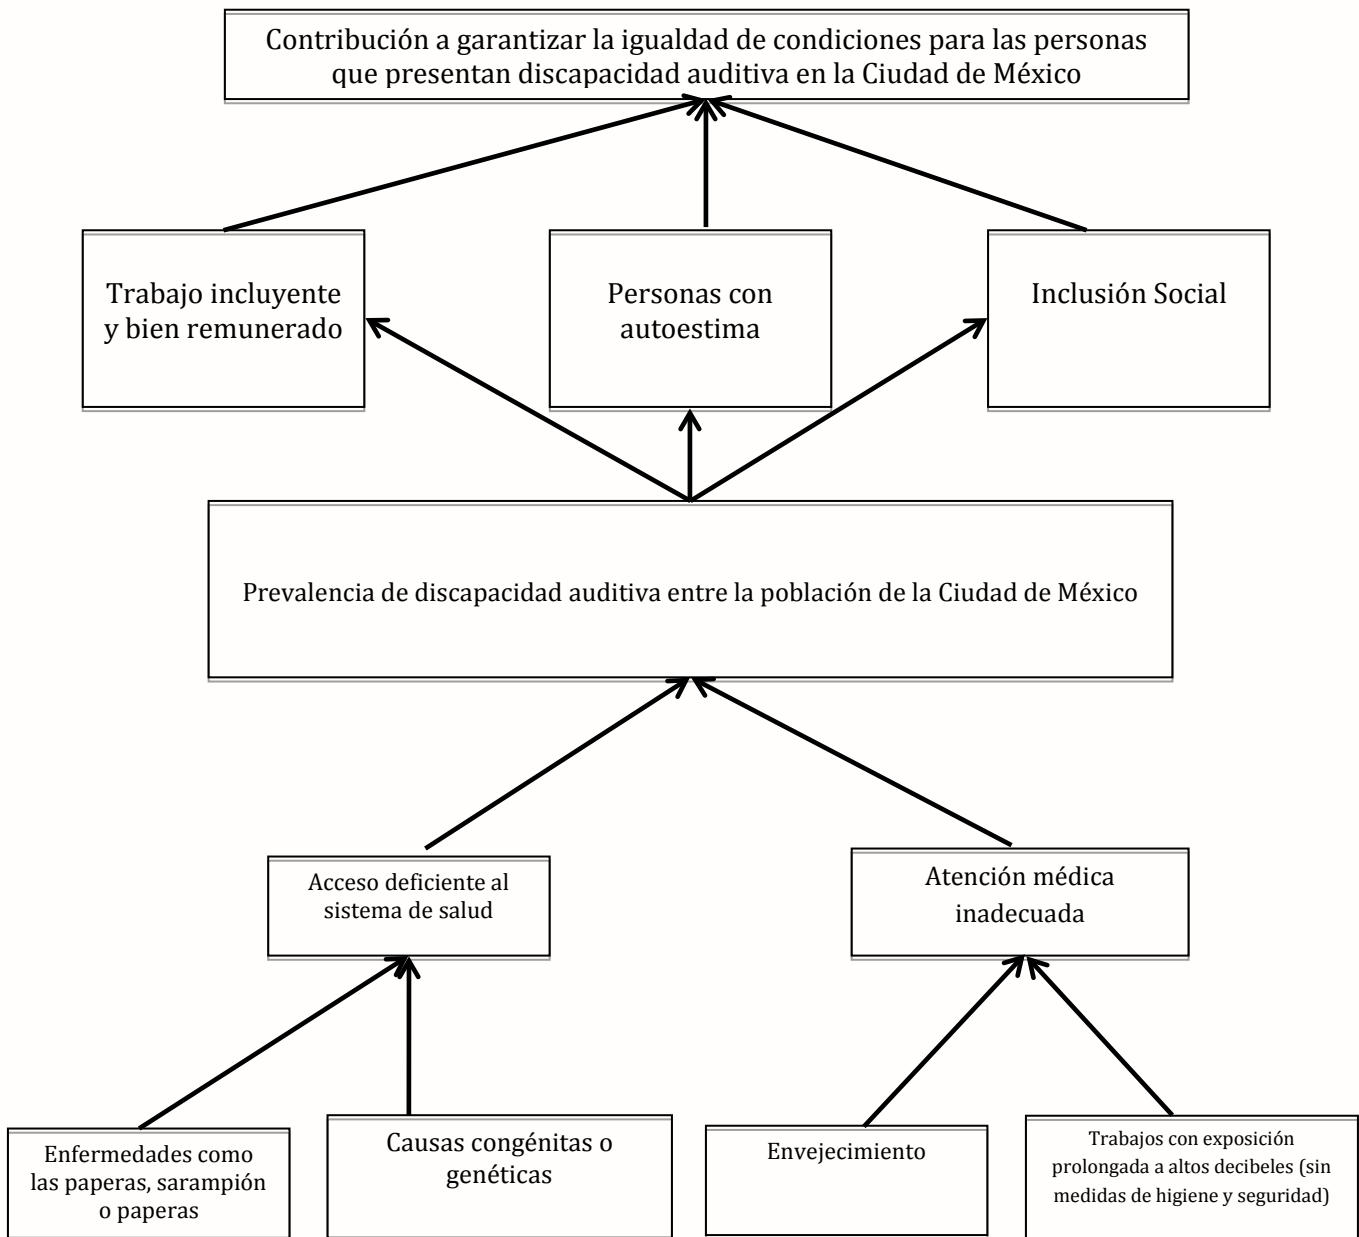 Contribución a garantizar la igualdad de condiciones para las personas
que presentan discapacidad auditiva en la Ciudad de México
Trabajo incluyente
y bien remunerado
Personas con
autoestima
Inclusión Social
Prevalencia de discapacidad auditiva entre la población de la Ciudad de México
Acceso deficiente al
sistema de salud
Atención médica
inadecuada
Enfermedades como
las paperas, sarampión
o paperas
Causas congénitas o
genéticas
Envejecimiento
Trabajos con exposición
prolongada a altos decibeles (sin
medidas de higiene y seguridad)